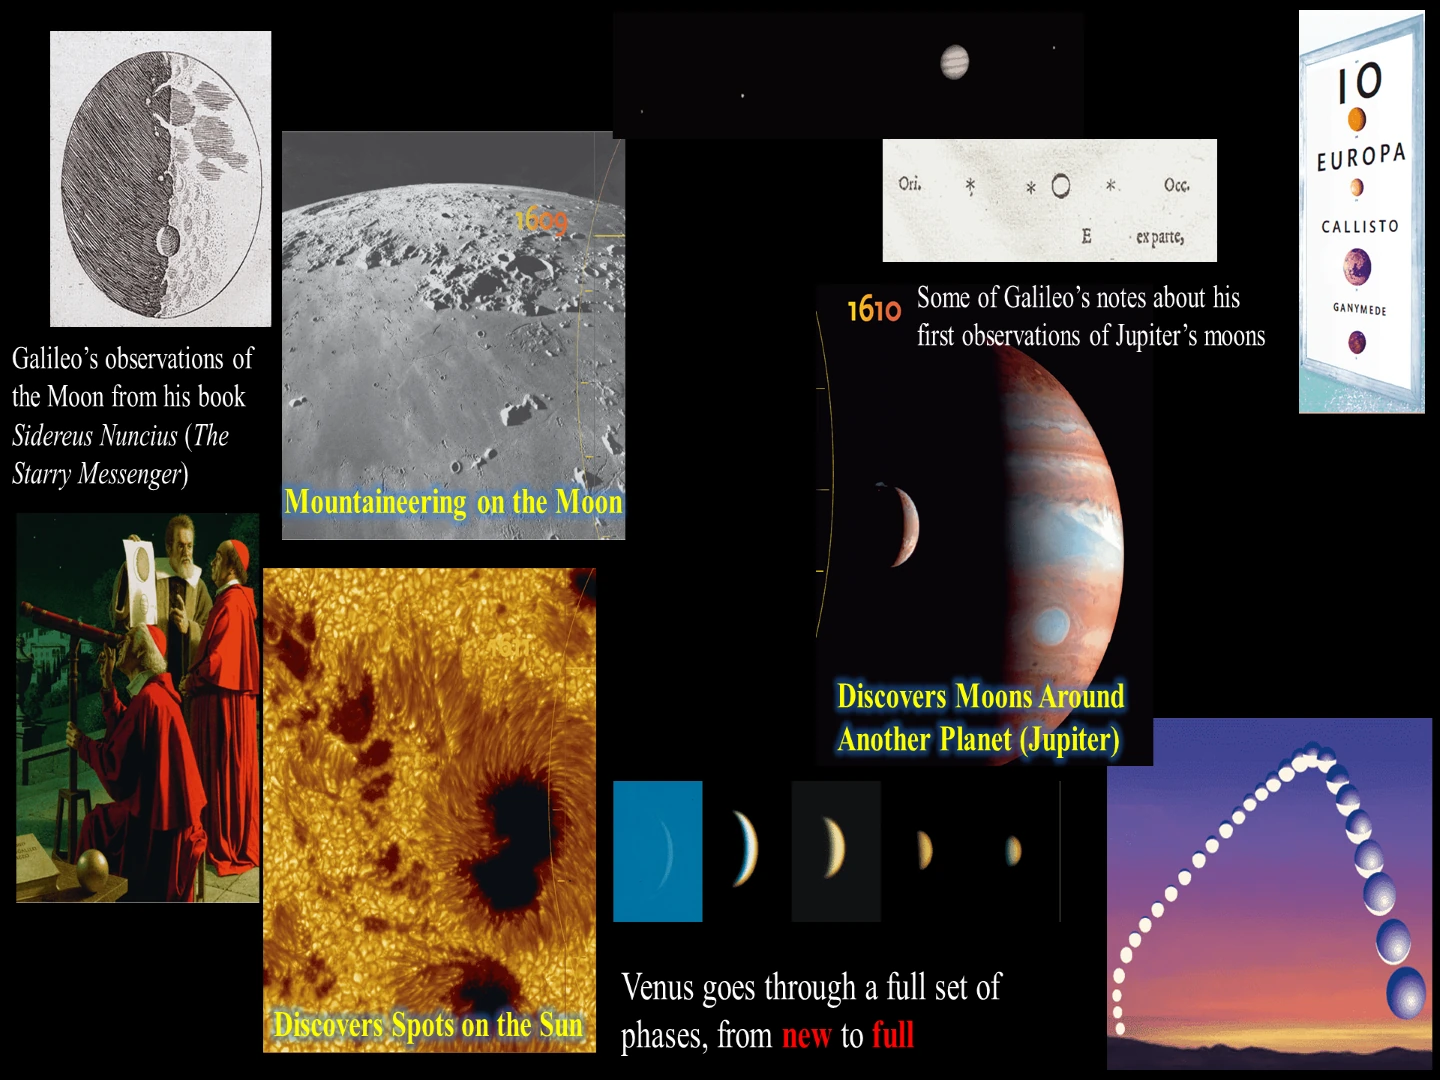 Galileo’s observations of
the Moon from his book
Sidereus Nuncius (The
Starry Messenger)
1609
Mountaineering on the Moon
Discovers Spots on the Sun
Ori. * * O * Occ.
E ex parte,
1610
Some of Galileo’s notes about his
first observations of Jupiter’s moons
Discovers Moons Around
Another Planet (Jupiter)
IO
EUROPA
CALLISTO
GANYMEDE
Venus goes through a full set of
phases, from new to full